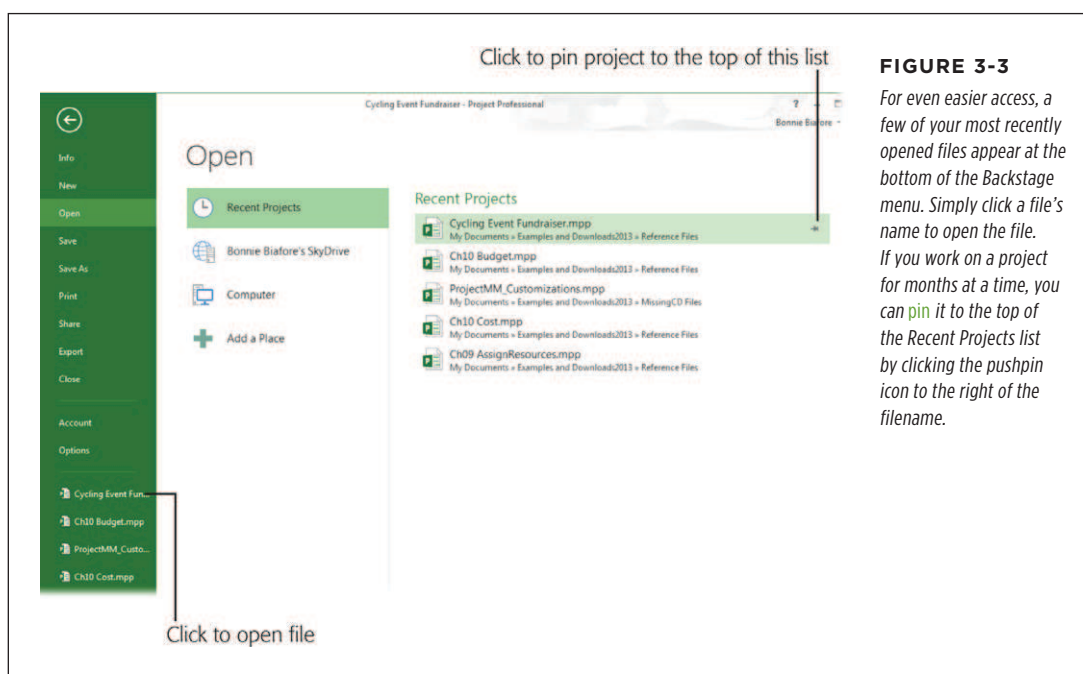 Click to pin project to the top of this list
Cycling Event Fundraiser - Project Professional
?
Bonnie Biafore
Info
New
Open
Save
Save As
Print
Share
Export
Close
Account
Options
Cycling Event Fun...
Ch10 Budget.mpp
ProjectMM_Custo...
Ch10 Cost.mpp
Open
Recent Projects
Bonnie Biafore's SkyDrive
Computer
Add a Place
Recent Projects
Cycling Event Fundraiser.mpp
My Documents » Examples and Downloads2013 » Reference Files
Ch10 Budget.mpp
My Documents » Examples and Downloads2013 » Reference Files
ProjectMM_Customizations.mpp
My Documents » Examples and Downloads2013 » MissingCD Files
Ch10 Cost.mpp
My Documents » Examples and Downloads2013 » Reference Files
Ch09 AssignResources.mpp
My Documents » Examples and Downloads2013 » Reference Files
Click to open file
FIGURE 3-3
For even easier access, a
few of your most recently
opened files appear at the
bottom of the Backstage
menu. Simply click a file's
name to open the file.
If you work on a project
for months at a time, you
can pin it to the top of
the Recent Projects list
by clicking the pushpin
icon to the right of the
filename.